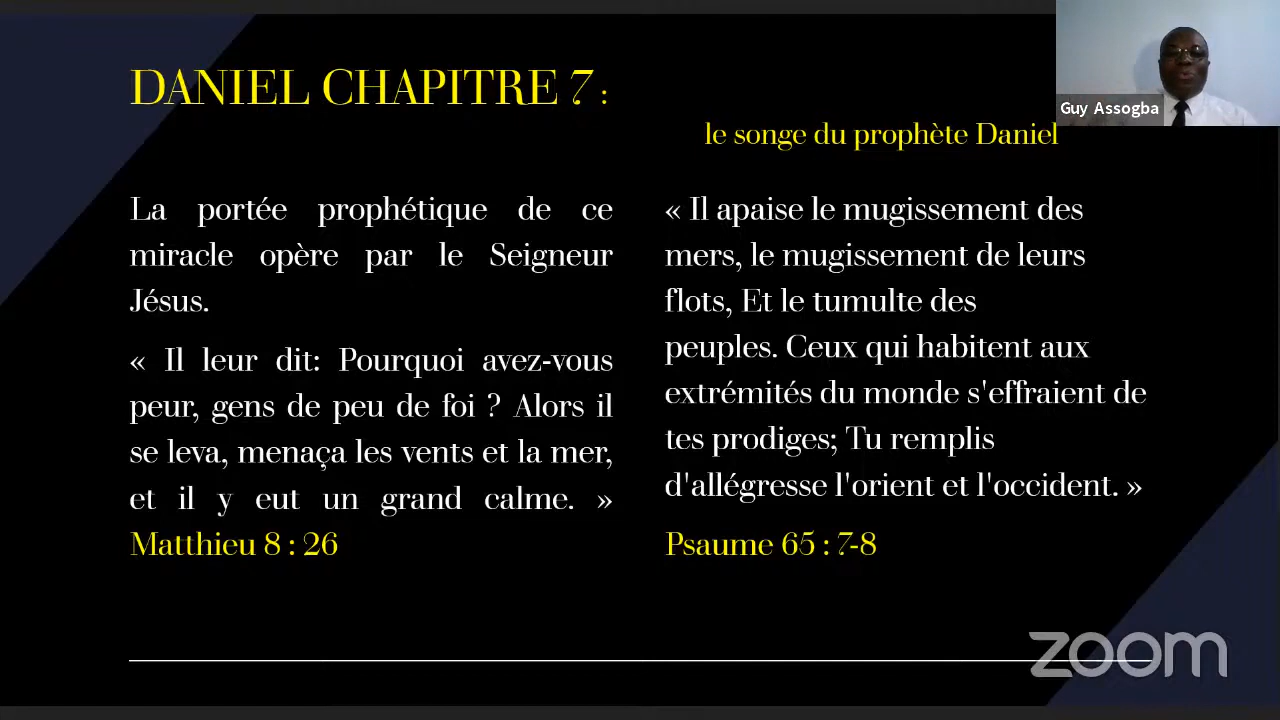 DANIEL CHAPITRE 7 :
le songe du prophète Daniel
Guy Assogba
La portée prophétique de ce
miracle opère par le Seigneur
Jésus.
« Il leur dit: Pourquoi avez-vous
peur, gens de peu de foi ? Alors il
se leva, menaça les vents et la mer,
et il y eut un grand calme. »
Matthieu 8 : 26
« Il apaise le mugissement des
mers, le mugissement de leurs
flots, Et le tumulte des
peuples. Ceux qui habitent aux
extrémités du monde s'effraient de
tes prodiges; Tu remplis
d'allégresse l'orient et l'occident. »
Psaume 65 : 7-8
zoom